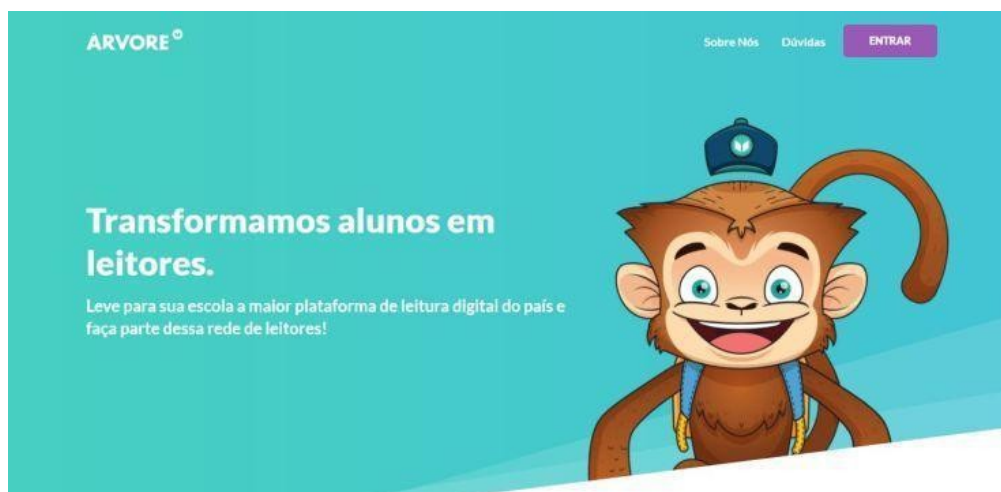 ÁRVORE
Sobre Nós
Dúvidas
ENTRAR
Transformamos alunos em
leitores.
Leve para sua escola a maior plataforma de leitura digital do país e
faça parte dessa rede de leitores!